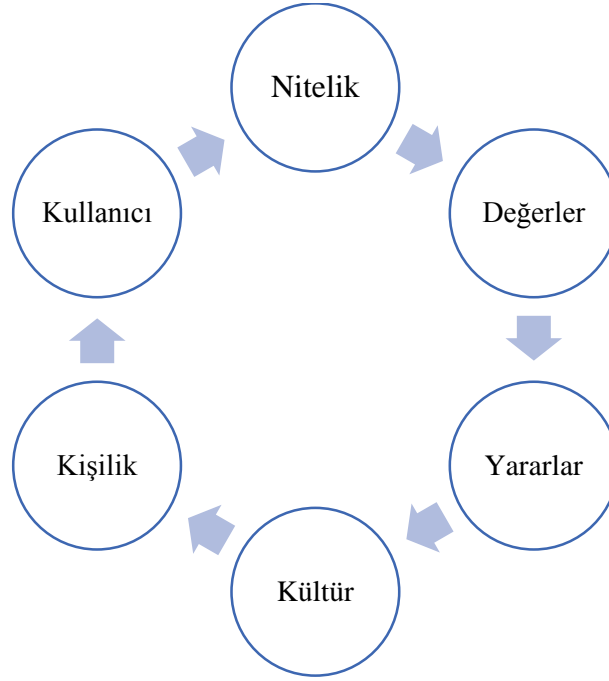 Nitelik
Değerler
Yararlar
Kültür
Kişilik
Kullanıcı